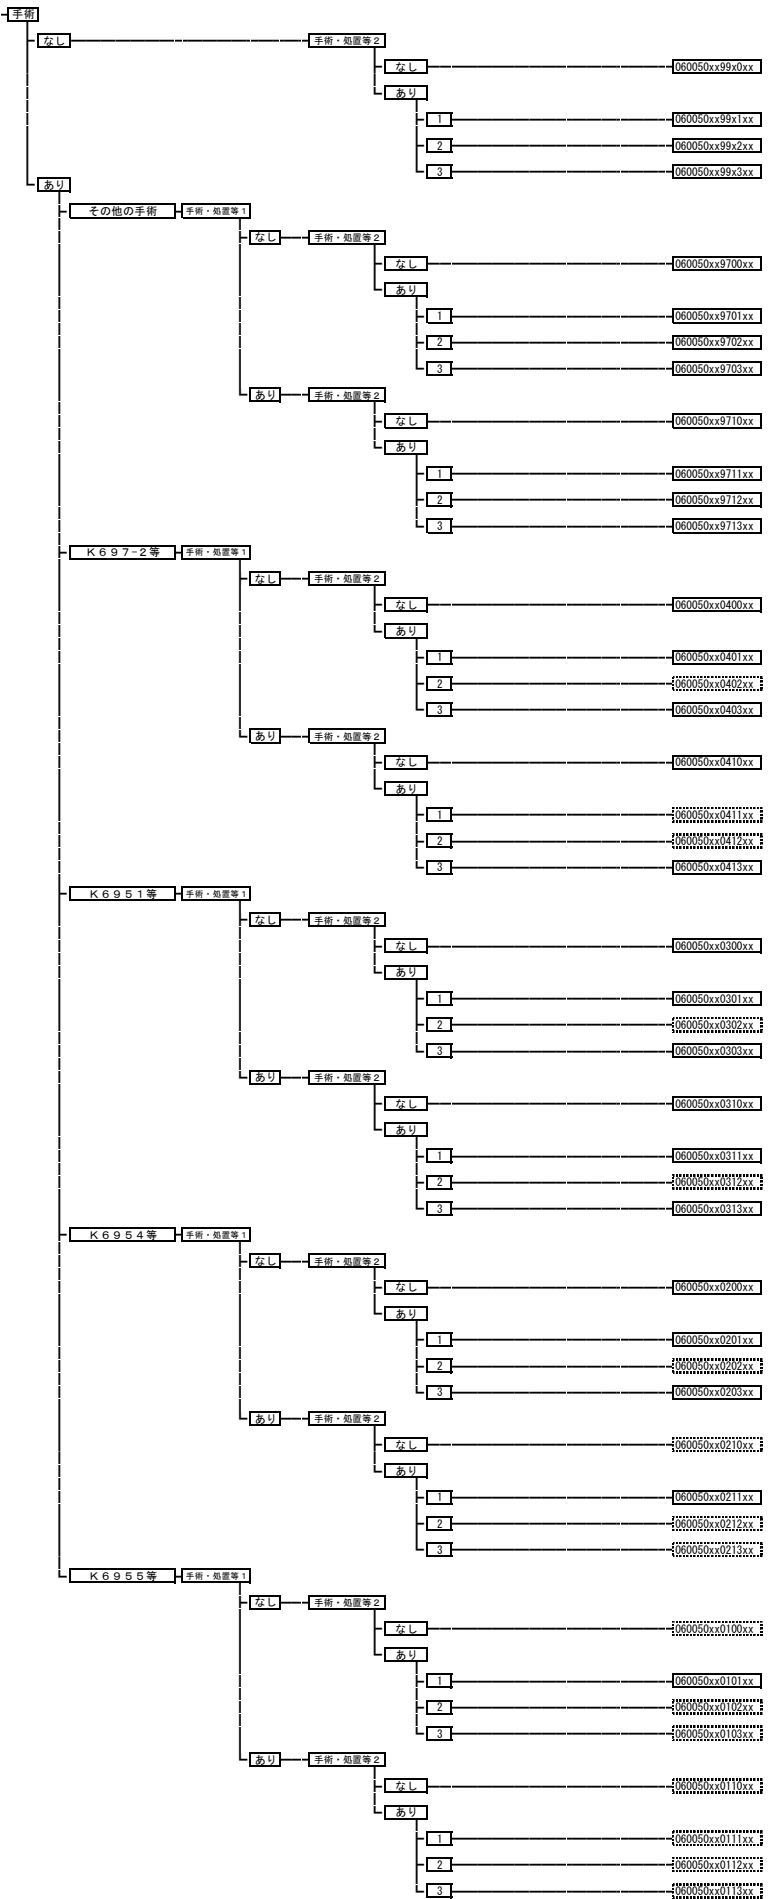 手術
なし 手術・処置等2
なし 060050xx99x0xx
あり
1 060050xx99x1xx
2 060050xx99x2xx
3 060050xx99x3xx
あり
その他の手術 手術・処置等1
なし 手術・処置等2
なし 060050xx9700xx
あり
1 060050xx9701xx
2 060050xx9702xx
3 060050xx9703xx
あり 手術・処置等2
なし 060050xx9710xx
あり
1 060050xx9711xx
2 060050xx9712xx
3 060050xx9713xx
K697-2等 手術・処置等1
なし 手術・処置等2
なし 060050xx0400xx
あり
1 060050xx0401xx
2 060050xx0402xx
3 060050xx0403xx
あり 手術・処置等2
なし 060050xx0410xx
あり
1 060050xx0411xx
2 060050xx0412xx
3 060050xx0413xx
K6951等 手術・処置等1
なし 手術・処置等2
なし 060050xx0300xx
あり
1 060050xx0301xx
2 060050xx0302xx
3 060050xx0303xx
あり 手術・処置等2
なし 060050xx0310xx
あり
1 060050xx0311xx
2 060050xx0312xx
3 060050xx0313xx
K6954等 手術・処置等1
なし 手術・処置等2
なし 060050xx0200xx
あり
1 060050xx0201xx
2 060050xx0202xx
3 060050xx0203xx
あり 手術・処置等2
なし 060050xx0210xx
あり
1 060050xx0211xx
2 060050xx0212xx
3 060050xx0213xx
K6955等 手術・処置等1
なし 手術・処置等2
なし 060050xx0100xx
あり
1 060050xx0101xx
2 060050xx0102xx
3 060050xx0103xx
あり 手術・処置等2
なし 060050xx0110xx
あり
1 060050xx0111xx
2 060050xx0112xx
3 060050xx0113xx